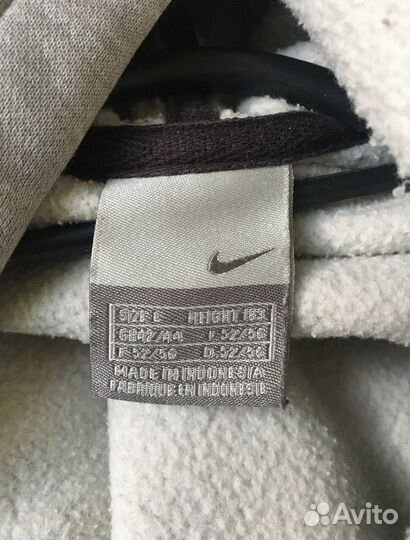 SIZE L HEIGHT 183
GB42/44 I.52/56
F.52/56 D.52/56
MADE IN INDONESIA
FABRIQUE EN INDONESIE
Avito